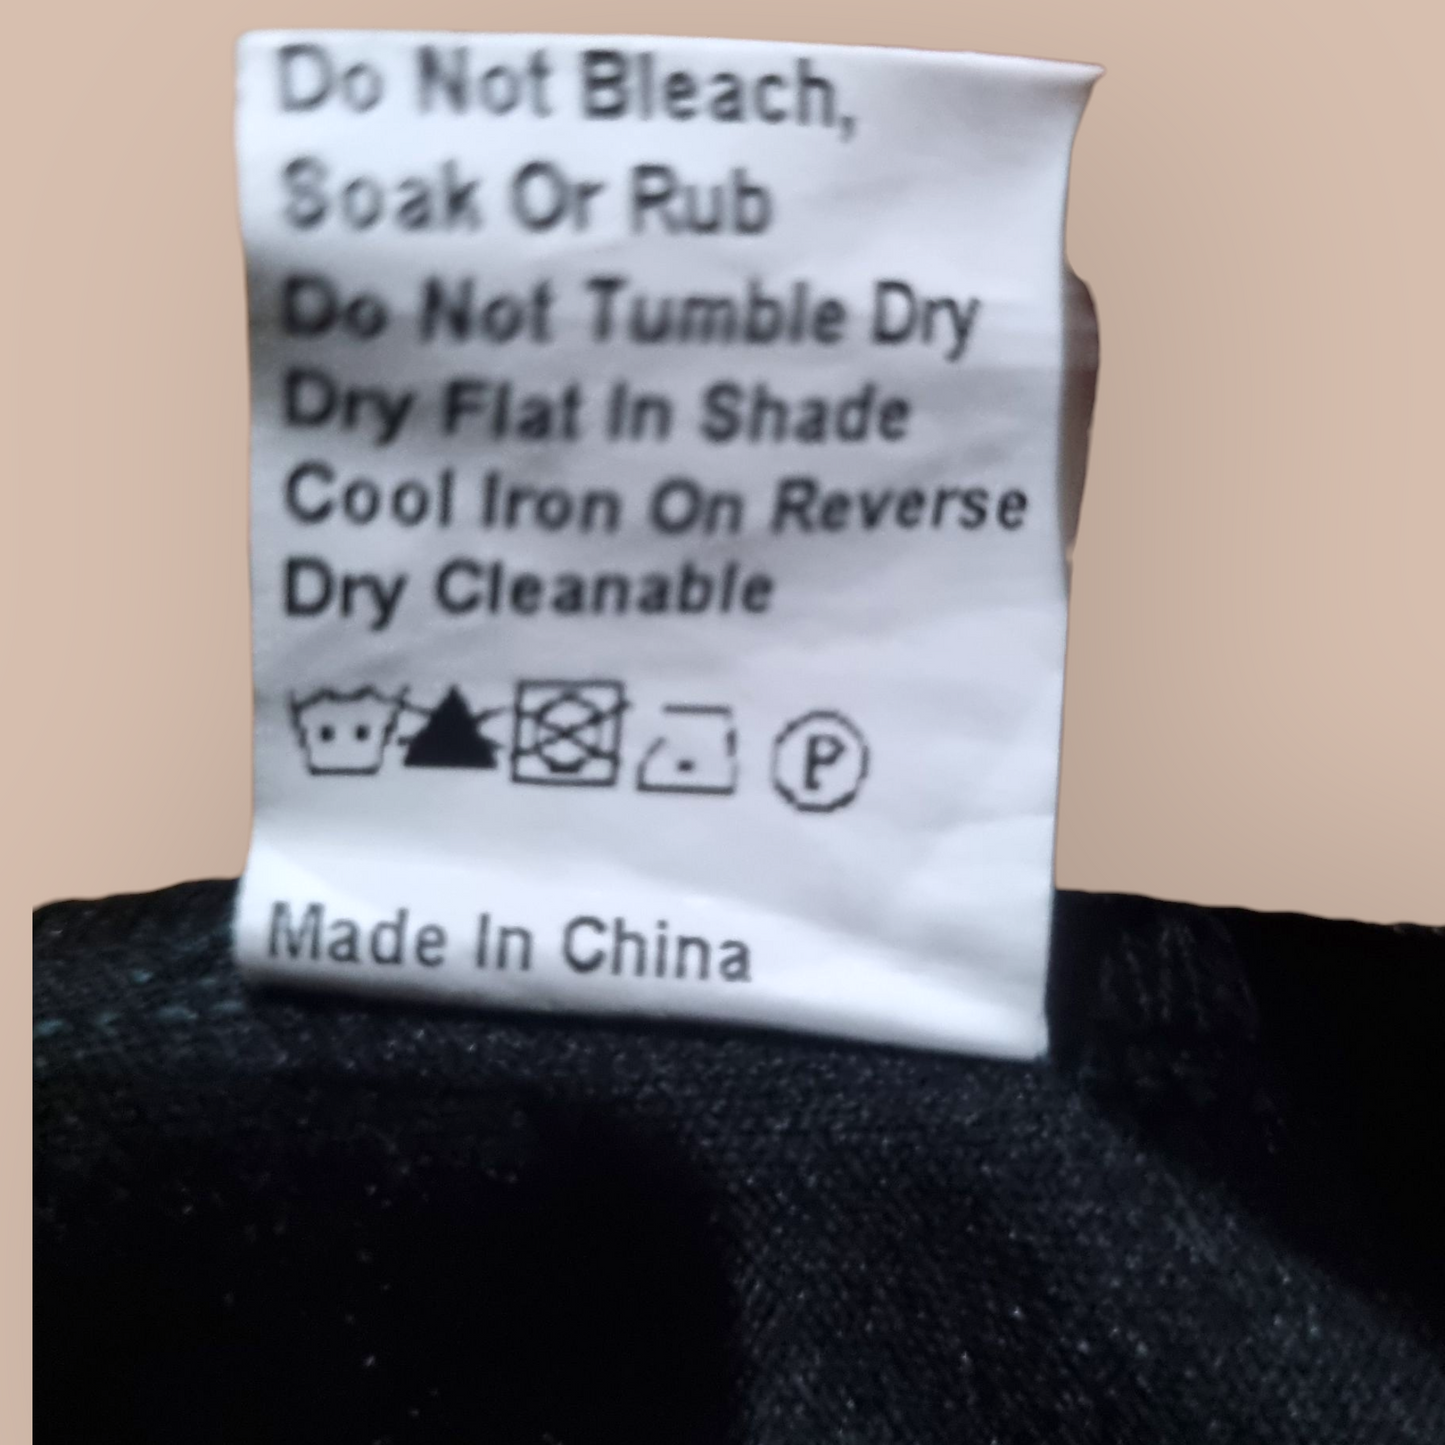 Do Not Bleach,
Soak Or Rub
Do Not Tumble Dry
Dry Flat In Shade
Cool Iron On Reverse
Dry Cleanable
P
Made In China